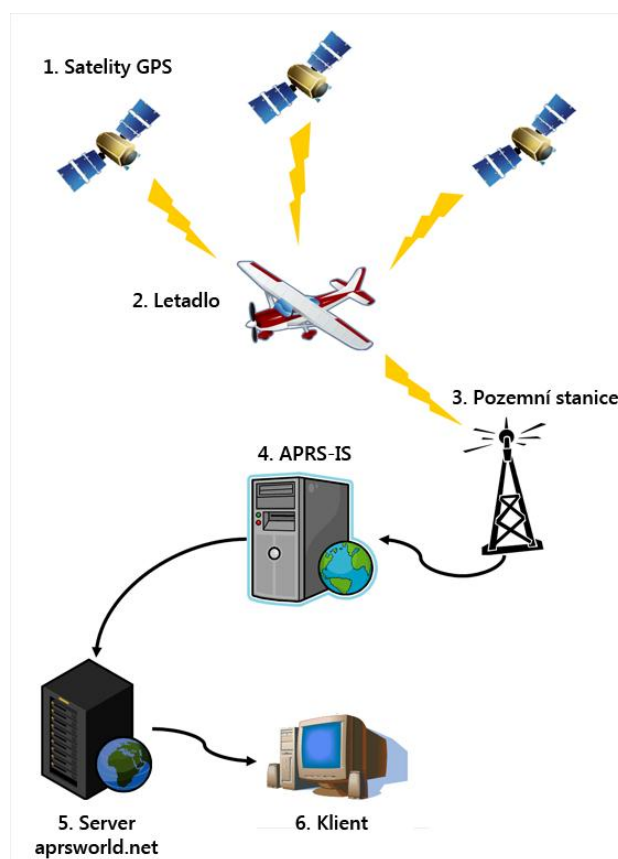 1. Satelity GPS
2. Letadlo
3. Pozemní stanice
4. APRS-IS
5. Server
aprsworld.net
6. Klient